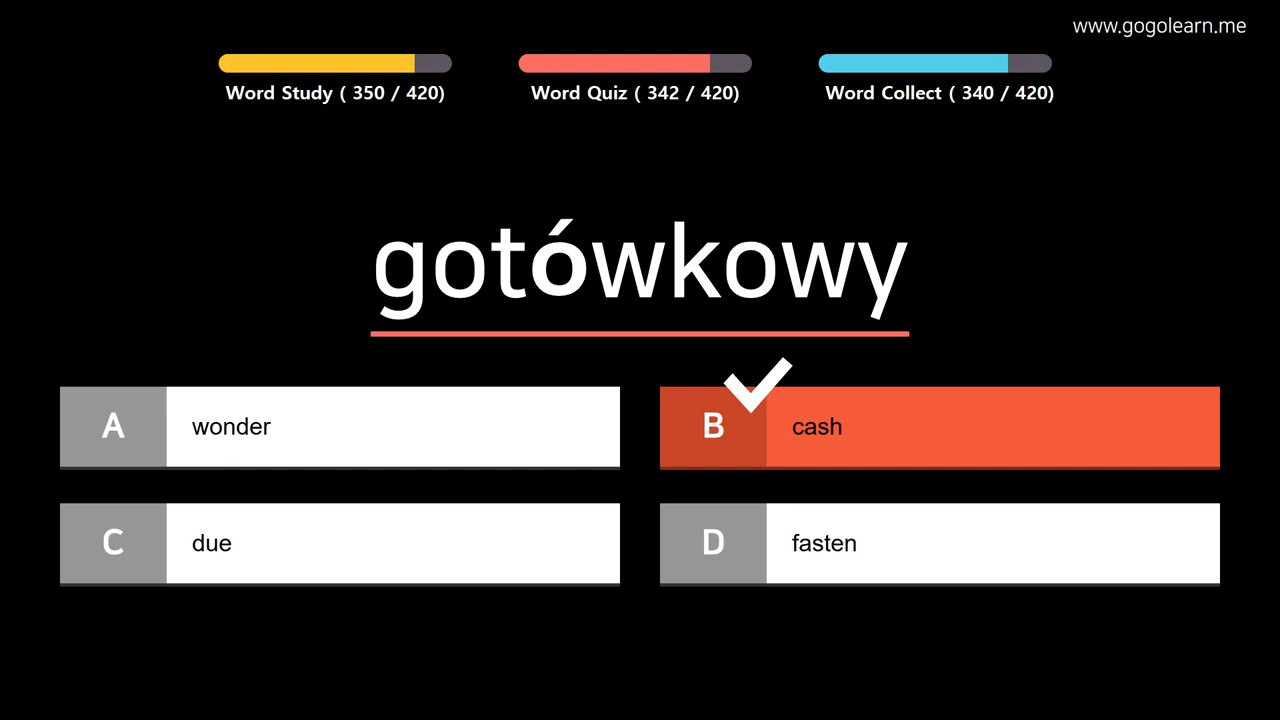 www.gogolearn.me
Word Study ( 350 / 420)
Word Quiz ( 342 / 420)
Word Collect ( 340 / 420)
gotówkowy
A
wonder
B
cash
C
due
D
fasten